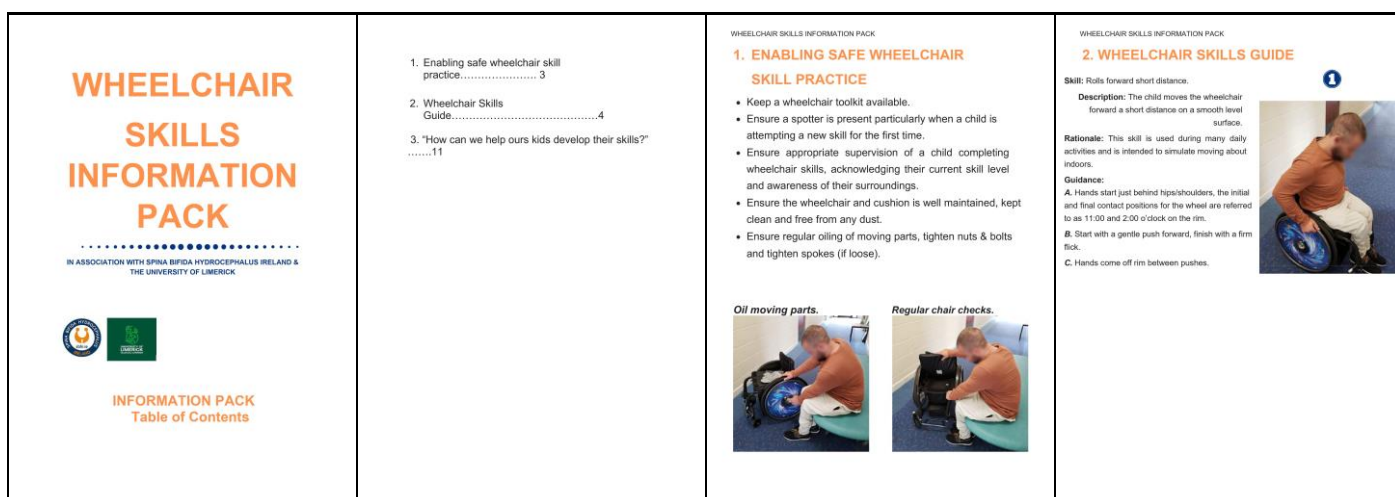 WHEELCHAIR
SKILLS
INFORMATION
PACK
IN ASSOCIATION WITH SPINA BIFIDA HYDROCEPHALUS IRELAND &
THE UNIVERSITY OF LIMERICK
INFORMATION PACK
Table of Contents
1. Enabling safe wheelchair skill
practice…………………. 3
2. Wheelchair Skills
Guide……………………………………4
3. “How can we help ours kids develop their skills?”
…….11
WHEELCHAIR SKILLS INFORMATION PACK
1. ENABLING SAFE WHEELCHAIR
SKILL PRACTICE
• Keep a wheelchair toolkit available.
• Ensure a spotter is present particularly when a child is
attempting a new skill for the first time.
• Ensure appropriate supervision of a child completing
wheelchair skills, acknowledging their current skill level
and awareness of their surroundings.
• Ensure the wheelchair and cushion is well maintained, kept
clean and free from any dust.
• Ensure regular oiling of moving parts, tighten nuts & bolts
and tighten spokes (if loose).
Oil moving parts.
Regular chair checks.
WHEELCHAIR SKILLS INFORMATION PACK
2. WHEELCHAIR SKILLS GUIDE
Skill: Rolls forward short distance.
1
Description: The child moves the wheelchair
forward a short distance on a smooth level
surface.
Rationale: This skill is used during many daily
activities and is intended to simulate moving about
indoors.
Guidance:
A. Hands start just behind hips/shoulders, the initial
and final contact positions for the wheel are referred
to as 11:00 and 2:00 o’clock on the rim.
B. Start with a gentle push forward, finish with a firm
flick.
C. Hands come off rim between pushes.